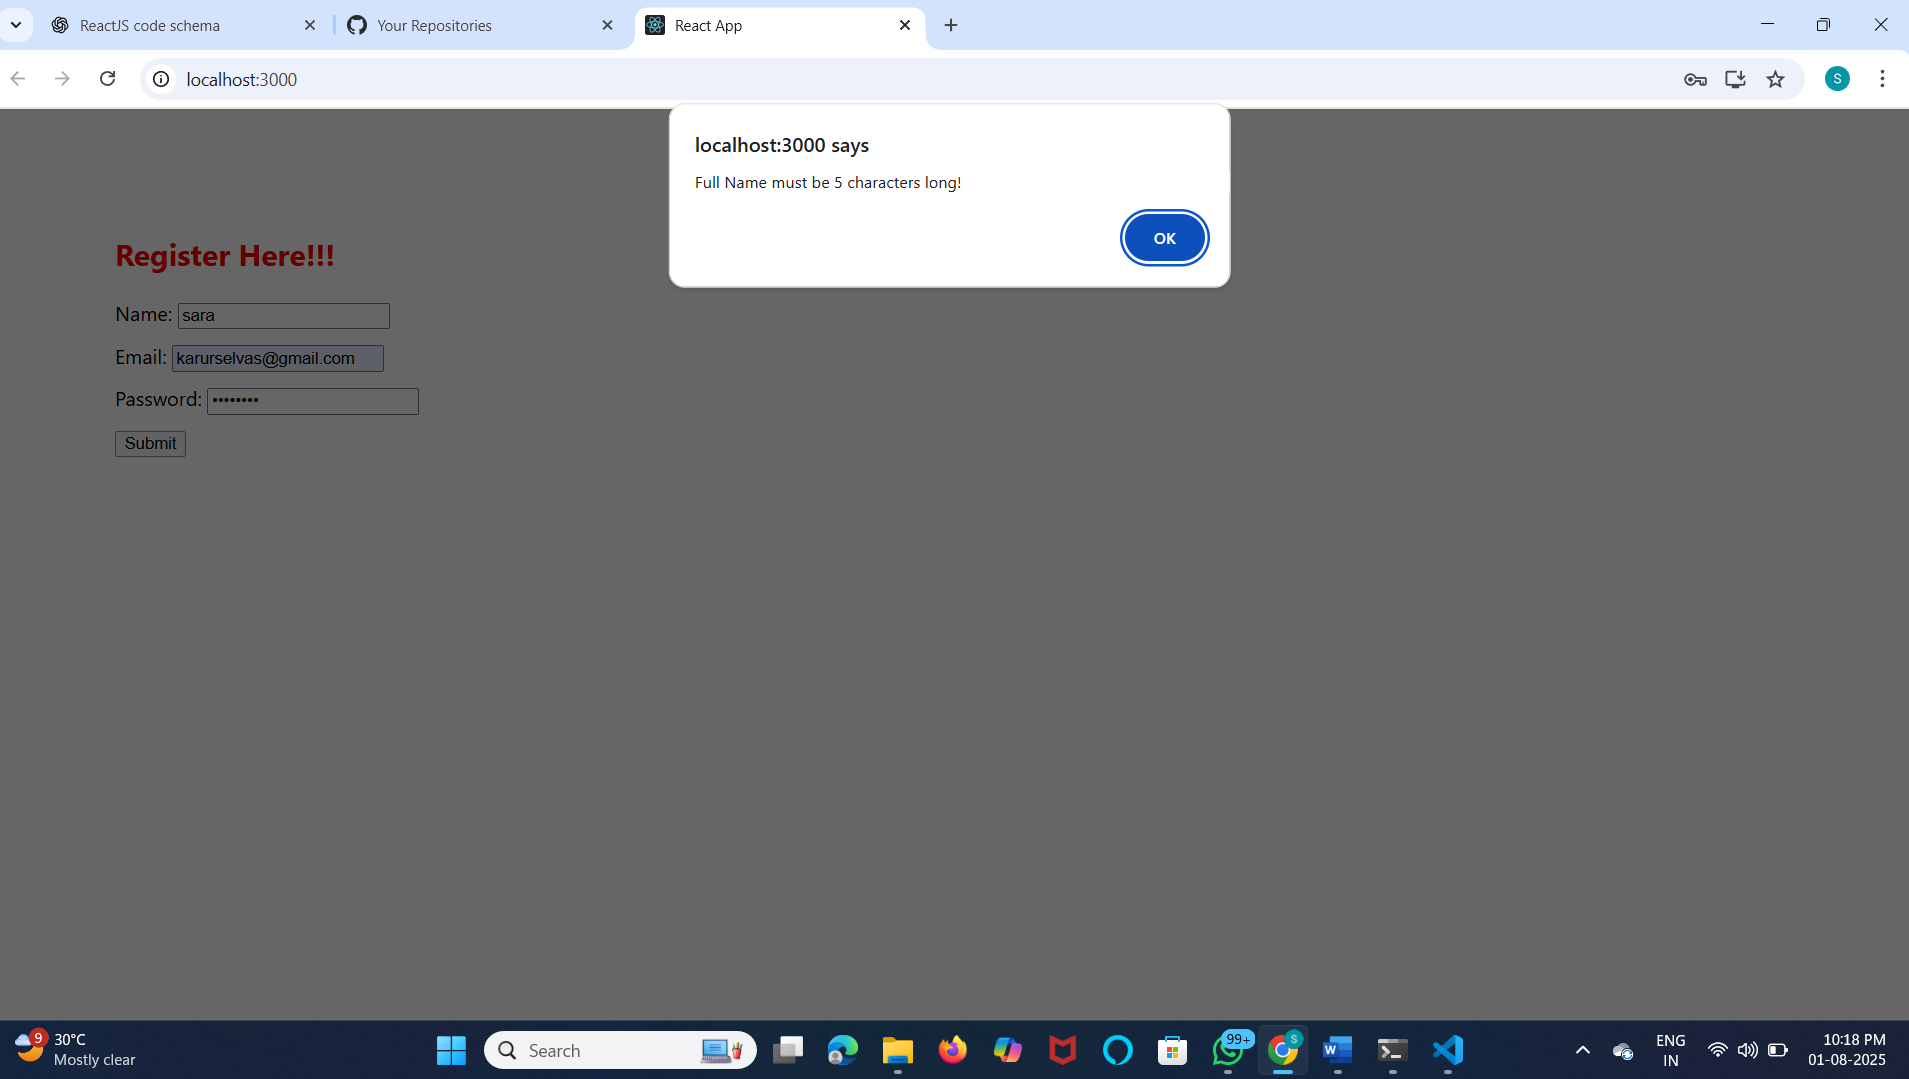 ReactJS code schema
Your Repositories
React App
localhost:3000
S
localhost:3000 says
Full Name must be 5 characters long!
OK
Register Here!!!
Name: sara
Email: karurselvas@gmail.com
Password: ••••••••
Submit
9
30°C
Mostly clear
Search
99+
S
W
ENG
IN
10:18 PM
01-08-2025